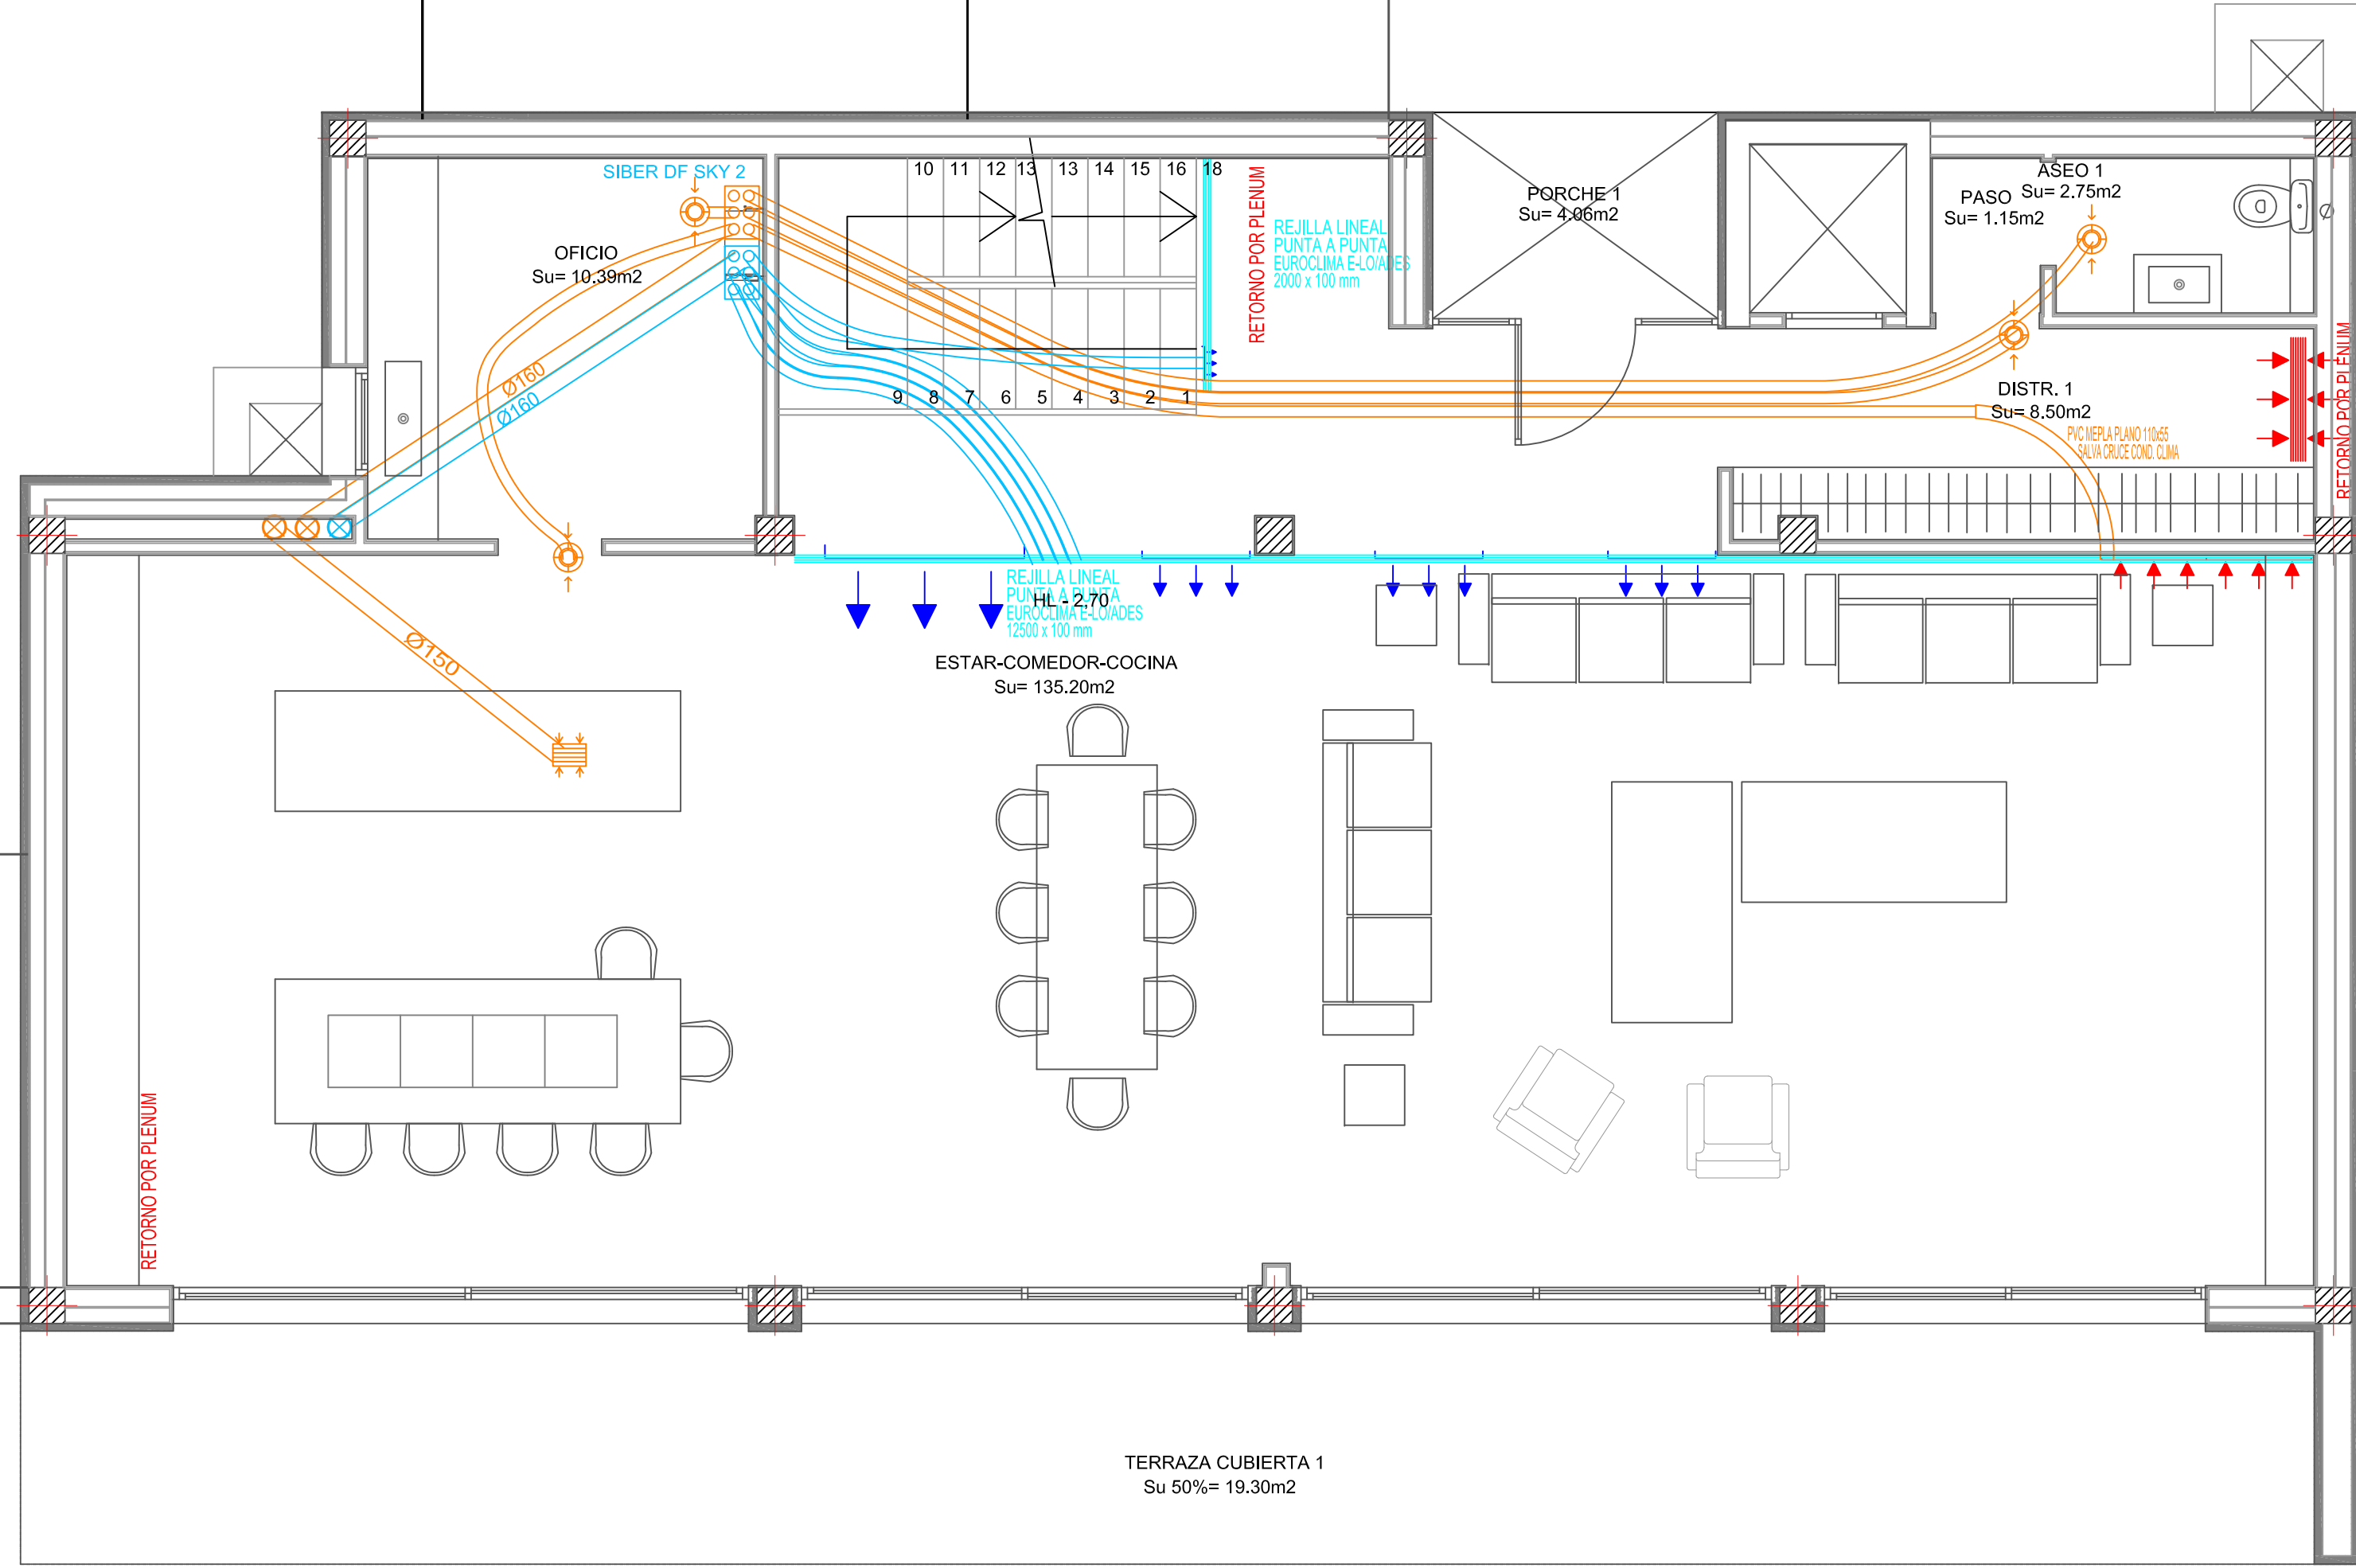 SIBER DF SKY 2
OFICIO
Su= 10.39m2
10 11 12 13 13 14 15 16 18
9 8 7 6 5 4 3 2 1
RETORNO POR PLENUM
REJILLA LINEAL
PUNTA A PUNTA
EUROCLIMA E-LO/ADES
2000 x 100 mm
PORCHE 1
Su= 4.06m2
PASO
Su= 1.15m2
ASEO 1
Su= 2.75m2
DISTR. 1
Su= 8.50m2
PVC MEPLA PLANO 110x55
SALVA CRUCE COND. CLIMA
RETORNO POR PLENUM
Ø160
Ø160
Ø150
REJILLA LINEAL
PUNTA A PUNTA
EUROCLIMA E-LO/ADES
12500 x 100 mm
HL - 2,70
ESTAR-COMEDOR-COCINA
Su= 135.20m2
RETORNO POR PLENUM
TERRAZA CUBIERTA 1
Su 50%= 19.30m2